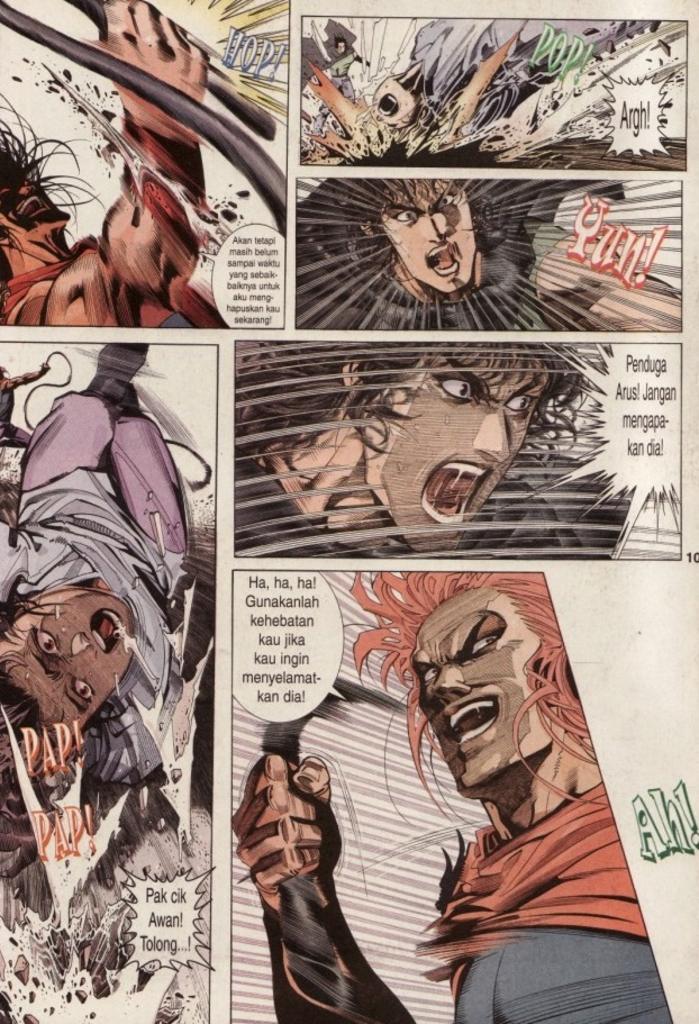 HOP!
Akan tetapi
masih belum
sampai waktu
yang sebaik-
baiknya untuk
aku meng-
hapuskan kau
sekarang!
POP!
Argh!
Yun!
Penduga
Arus! Jangan
mengapa-
kan dia!
10
PAP!
PAP!
Pak cik
Awan!
Tolong...!
Ha, ha, ha!
Gunakanlah
kehebatan
kau jika
kau ingin
menyelamat-
kan dia!
Ah!